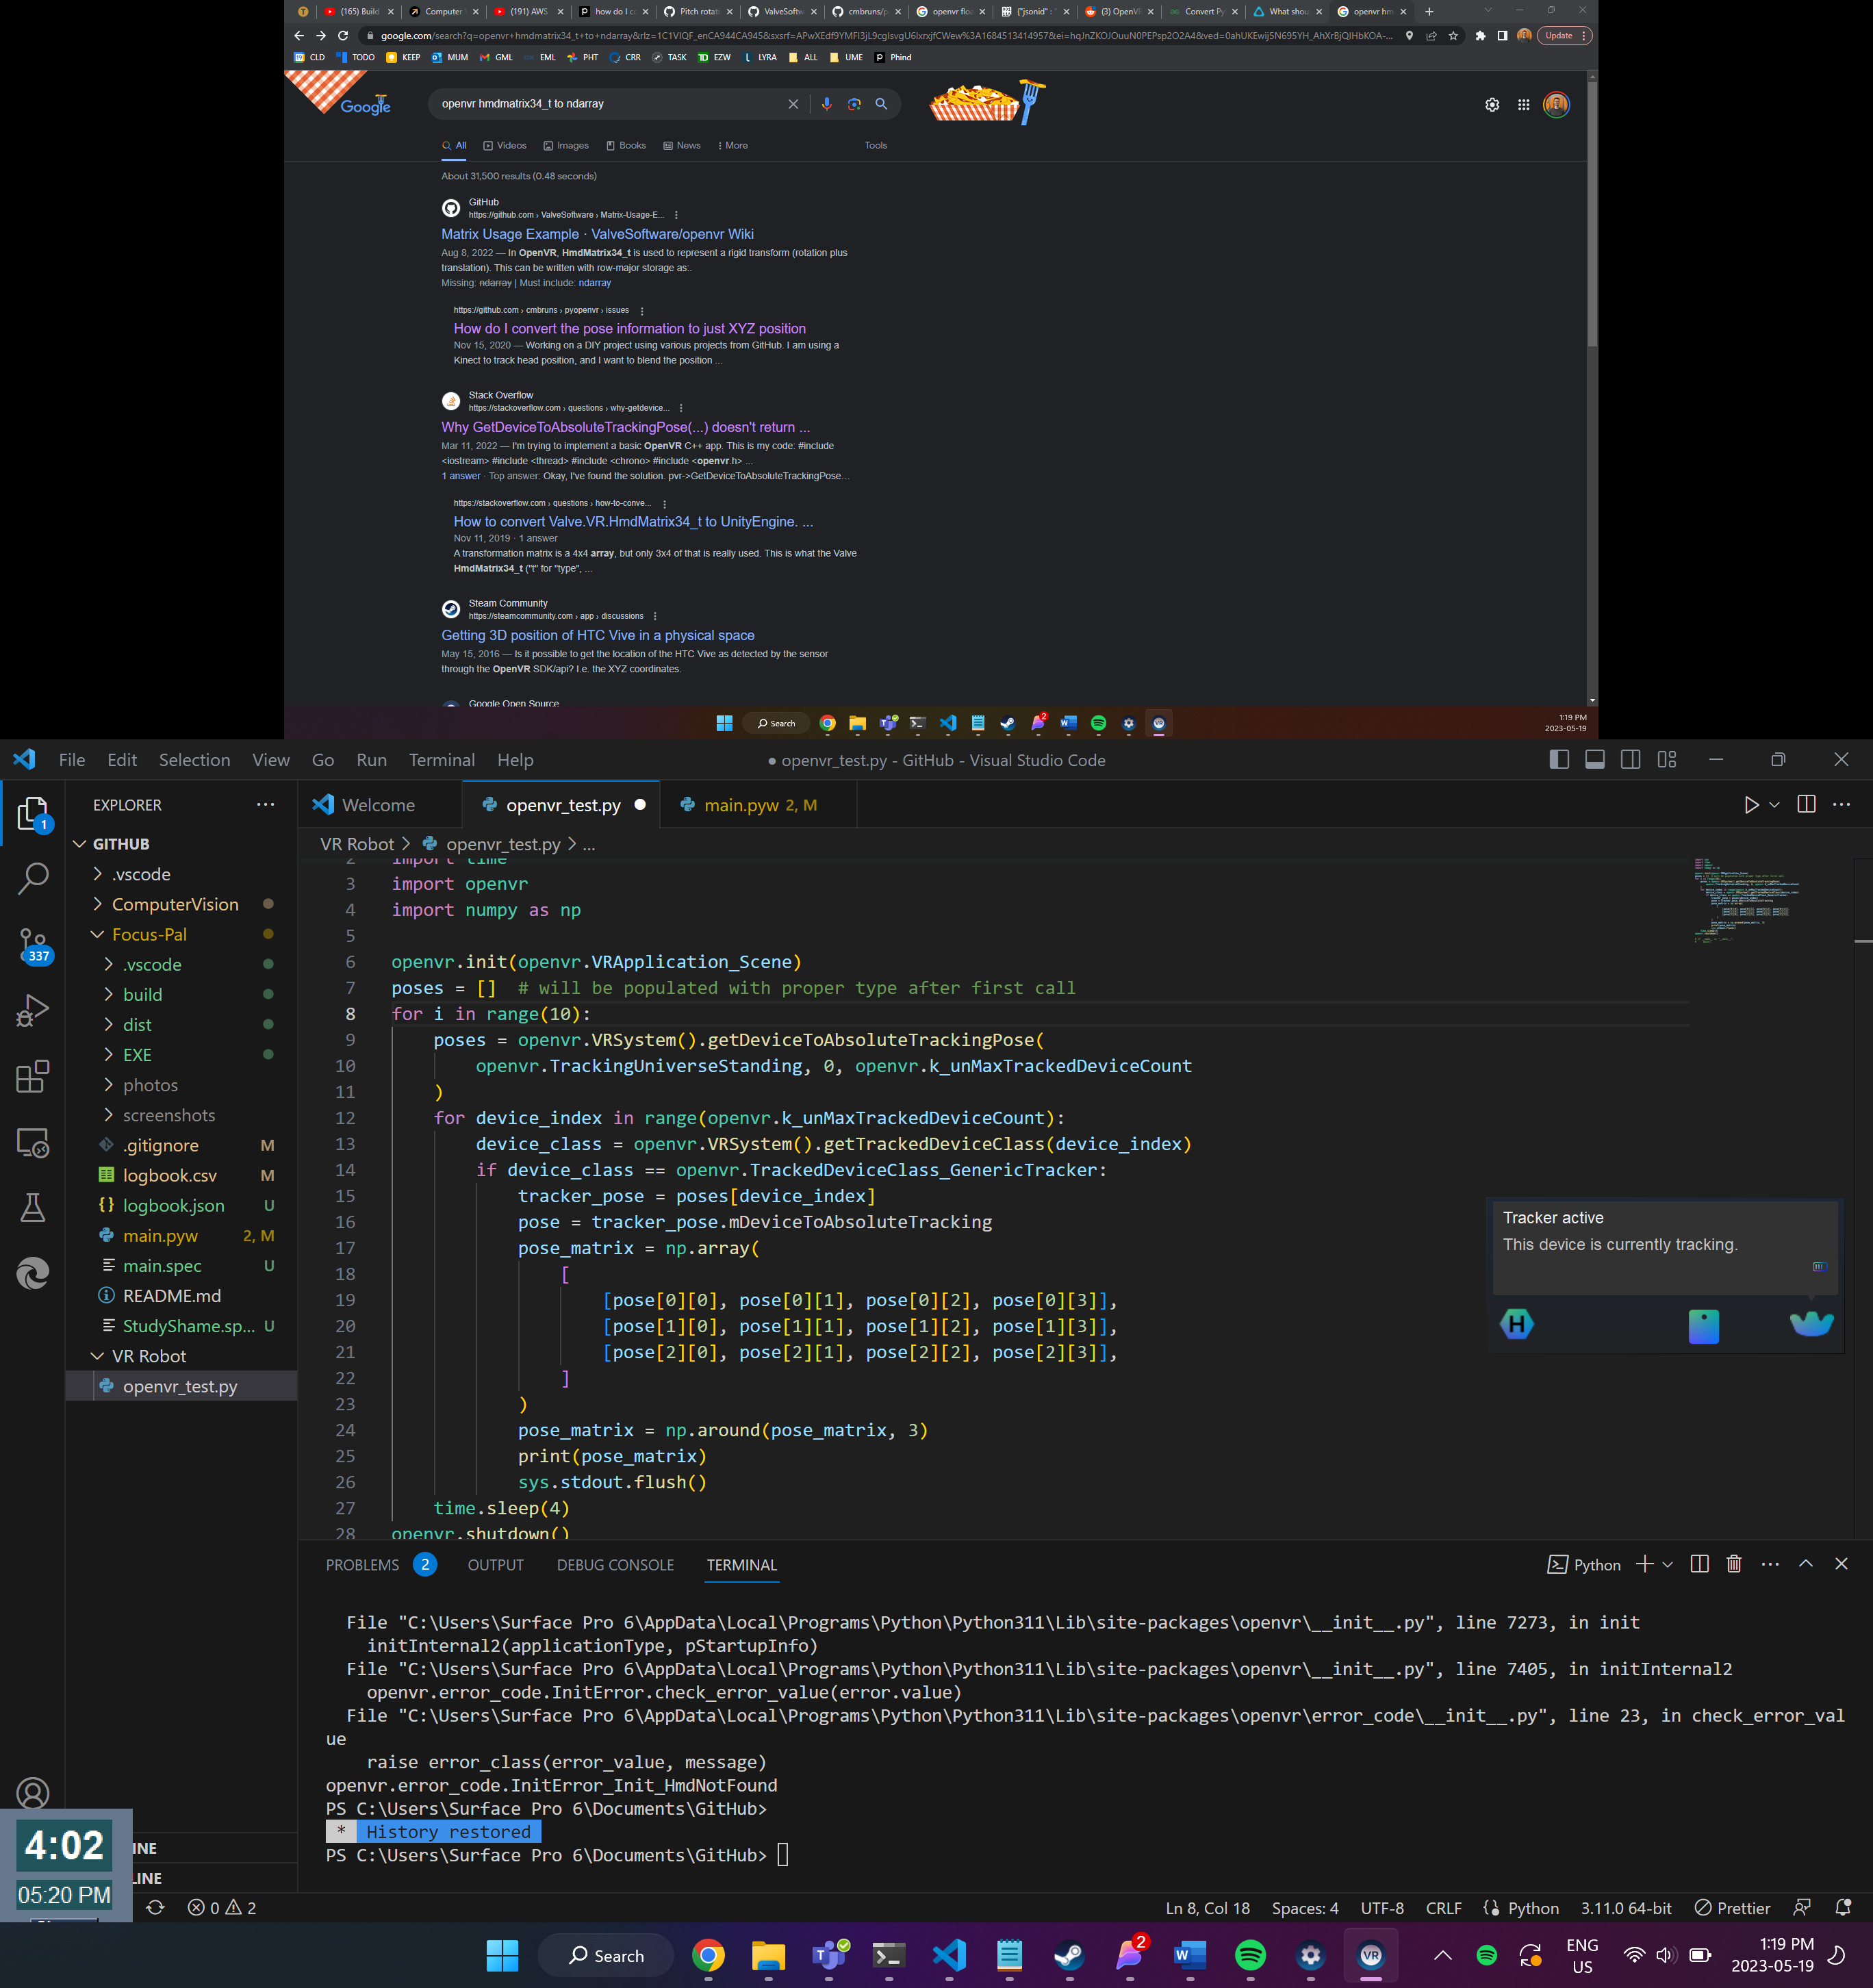 (165) Build
Computer
(191) AWS
how do I co
Pitch rotati
ValveSoftw
cmbruns/p
openvr floa
{"jsonid" : "
(3) OpenVR
Convert Py
What shou
openvr hm
google.com/search?q=openvr+hmdmatrix34_t+to+ndarray&rlz=1C1VIQF_enCA944CA945&
Update
CLD TODO KEEP MUM GML EML PHT CRR TASK EZW LYRA ALL UME Phind
Google
openvr hmdmatrix34_t to ndarray
All Videos Images Books News More Tools
About 31,500 results (0.48 seconds)
GitHub
https://github.com › ValveSoftware › Matrix-Usage-E...
Matrix Usage Example · ValveSoftware/openvr Wiki
Aug 8, 2022 — In OpenVR, HmdMatrix34_t is used to represent a rigid transform (rotation plus
translation). This can be written with row-major storage as:.
Missing: ndarray | Must include: ndarray
https://github.com › cmbruns › pyopenvr › issues
How do I convert the pose information to just XYZ position
Nov 15, 2020 — Working on a DIY project using various projects from GitHub. I am using a
Kinect to track head position, and I want to blend the position ...
Stack Overflow
https://stackoverflow.com › questions › why-getdevice...
Why GetDeviceToAbsoluteTrackingPose(...) doesn't return ...
Mar 11, 2022 — I'm trying to implement a basic OpenVR C++ app. This is my code: #include
<iostream> #include <thread> #include <chrono> #include <openvr.h> ...
1 answer · Top answer: Okay, I've found the solution. pvr->GetDeviceToAbsoluteTrackingPose...
https://stackoverflow.com › questions › how-to-conve...
How to convert Valve.VR.HmdMatrix34_t to UnityEngine. ...
Nov 11, 2019 · 1 answer
A transformation matrix is a 4x4 array, but only 3x4 of that is really used. This is what the Valve
HmdMatrix34_t ("t" for "type", ...
Steam Community
https://steamcommunity.com › app › discussions
Getting 3D position of HTC Vive in a physical space
May 15, 2016 — Is it possible to get the location of the HTC Vive as detected by the sensor
through the OpenVR SDK/api? I.e. the XYZ coordinates.
Google Open Source
Search
2
1:19 PM
2023-05-19
File Edit Selection View Go Run Terminal Help
● openvr_test.py - GitHub - Visual Studio Code
EXPLORER
Welcome
openvr_test.py
main.pyw 2, M
VR Robot > openvr_test.py > ...
1
337
GITHUB
.vscode
ComputerVision
Focus-Pal
.vscode
build
dist
EXE
photos
screenshots
.gitignore M
logbook.csv M
logbook.json U
main.pyw 2, M
main.spec U
README.md
StudyShame.sp... U
VR Robot
openvr_test.py
2 import time
3 import openvr
4 import numpy as np
5
6 openvr.init(openvr.VRApplication_Scene)
7 poses = [] # will be populated with proper type after first call
8 for i in range(10):
9 poses = openvr.VRSystem().getDeviceToAbsoluteTrackingPose(
10 openvr.TrackingUniverseStanding, 0, openvr.k_unMaxTrackedDeviceCount
11 )
12 for device_index in range(openvr.k_unMaxTrackedDeviceCount):
13 device_class = openvr.VRSystem().getTrackedDeviceClass(device_index)
14 if device_class == openvr.TrackedDeviceClass_GenericTracker:
15 tracker_pose = poses[device_index]
16 pose = tracker_pose.mDeviceToAbsoluteTracking
17 pose_matrix = np.array(
18 [
19 [pose[0][0], pose[0][1], pose[0][2], pose[0][3]],
20 [pose[1][0], pose[1][1], pose[1][2], pose[1][3]],
21 [pose[2][0], pose[2][1], pose[2][2], pose[2][3]],
22 ]
23 )
24 pose_matrix = np.around(pose_matrix, 3)
25 print(pose_matrix)
26 sys.stdout.flush()
27 time.sleep(4)
28 openvr.shutdown()
Tracker active
This device is currently tracking.
H
PROBLEMS 2 OUTPUT DEBUG CONSOLE TERMINAL
Python
File "C:\Users\Surface Pro 6\AppData\Local\Programs\Python\Python311\Lib\site-packages\openvr\__init__.py", line 7273, in init
initInternal2(applicationType, pStartupInfo)
File "C:\Users\Surface Pro 6\AppData\Local\Programs\Python\Python311\Lib\site-packages\openvr\__init__.py", line 7405, in initInternal2
openvr.error_code.InitError.check_error_value(error.value)
File "C:\Users\Surface Pro 6\AppData\Local\Programs\Python\Python311\Lib\site-packages\openvr\error_code\__init__.py", line 23, in check_error_val
ue
raise error_class(error_value, message)
openvr.error_code.InitError_Init_HmdNotFound
PS C:\Users\Surface Pro 6\Documents\GitHub>
* History restored
PS C:\Users\Surface Pro 6\Documents\GitHub>
4:02
05:20 PM
INE
LINE
0 2
Ln 8, Col 18 Spaces: 4 UTF-8 CRLF Python 3.11.0 64-bit Prettier
Search
2
VR
ENG
US
1:19 PM
2023-05-19